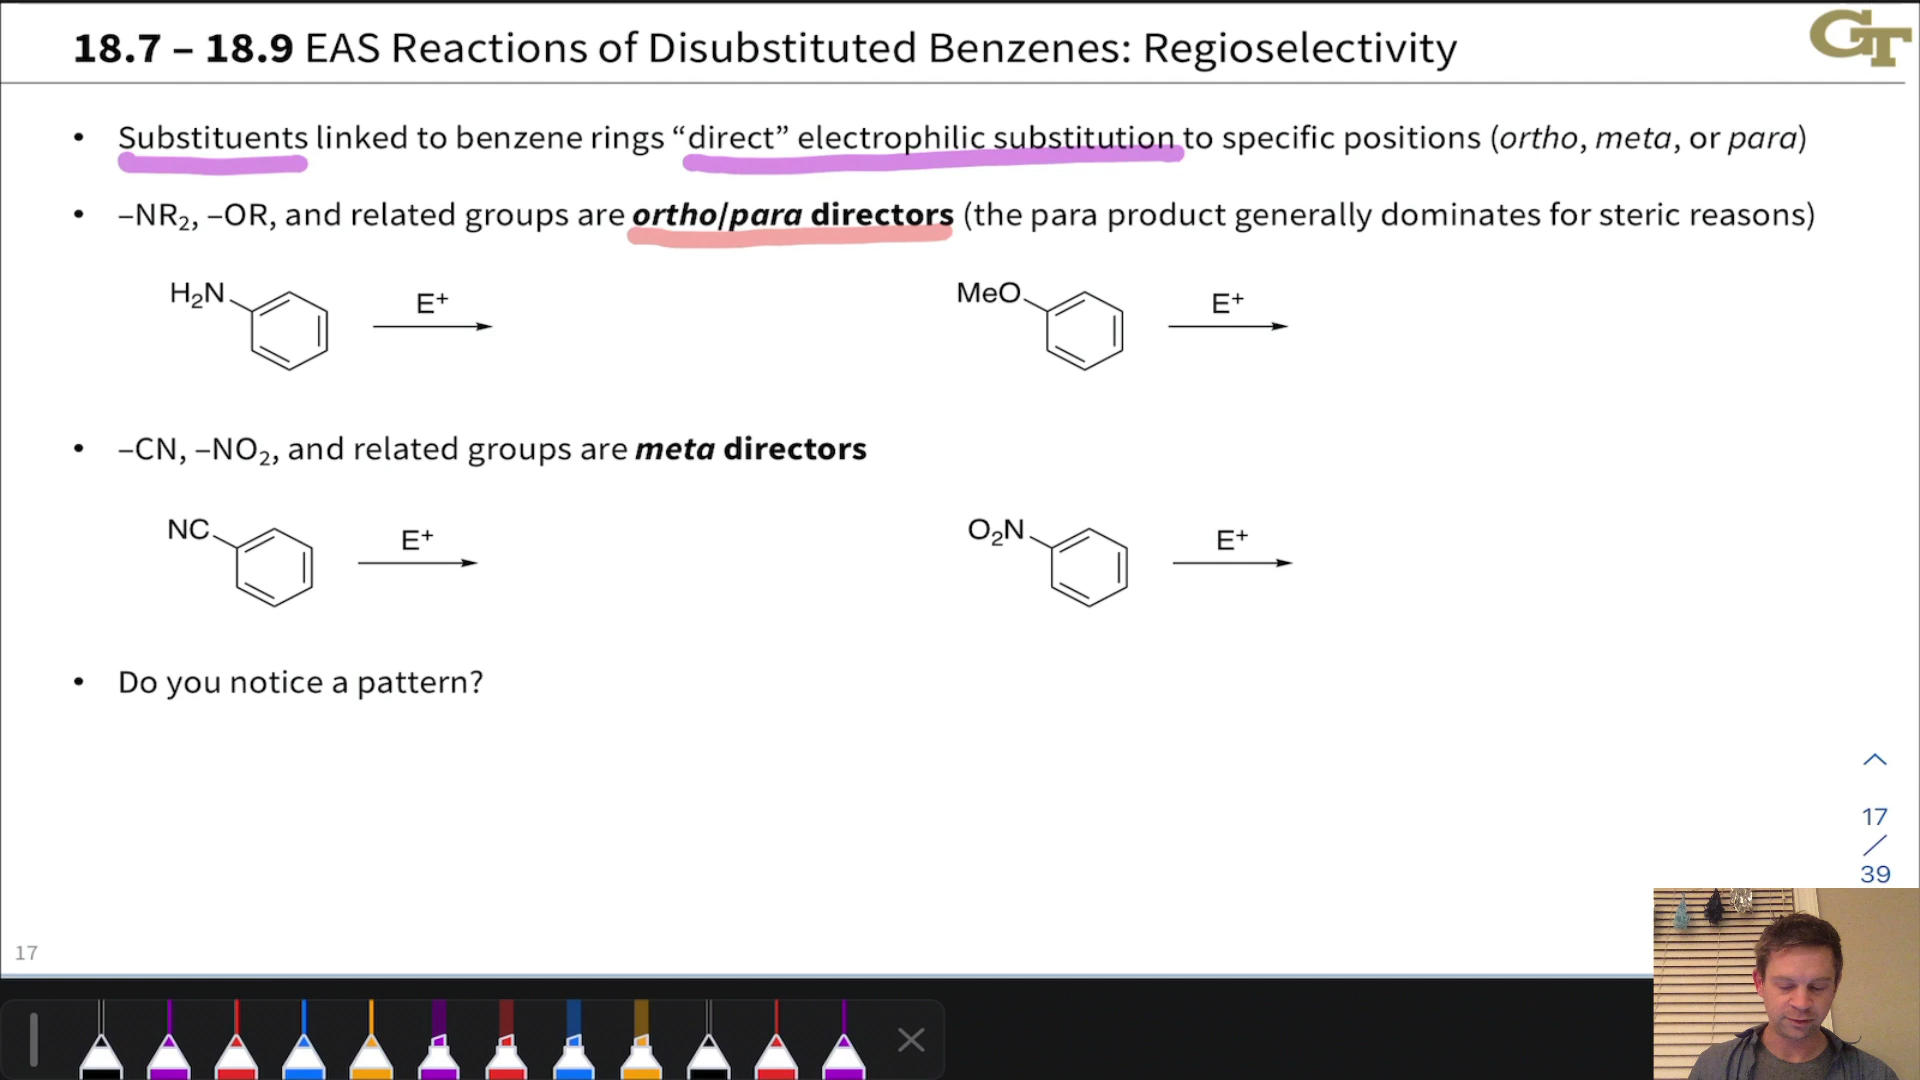 18.7 – 18.9 EAS Reactions of Disubstituted Benzenes: Regioselectivity
GT
• Substituents linked to benzene rings “direct” electrophilic substitution to specific positions (ortho, meta, or para)
• –NR₂, –OR, and related groups are ortho/para directors (the para product generally dominates for steric reasons)
H₂N
E⁺
MeO
E⁺
• –CN, –NO₂, and related groups are meta directors
NC
E⁺
O₂N
E⁺
• Do you notice a pattern?
17
/
39
17